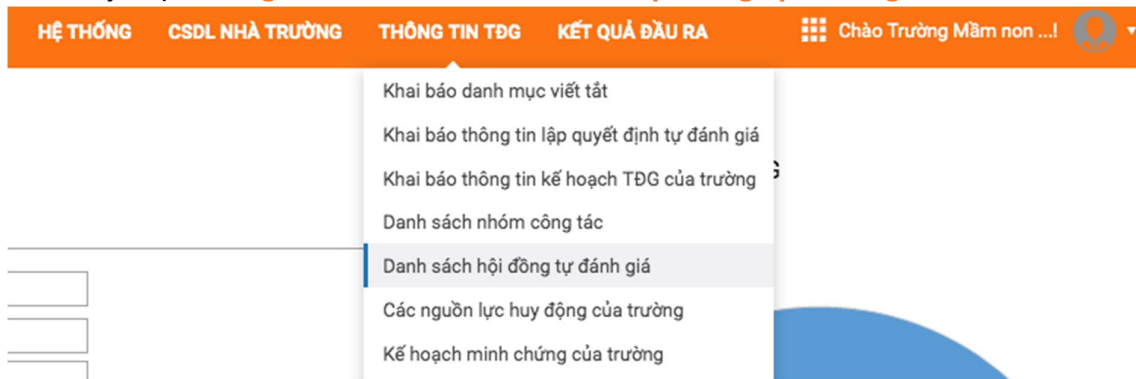 HỆ THỐNG CSDL NHÀ TRƯỜNG THÔNG TIN TĐG KẾT QUẢ ĐẦU RA Chào Trường Mầm non ...!
Khai báo danh mục viết tắt
Khai báo thông tin lập quyết định tự đánh giá
Khai báo thông tin kế hoạch TĐG của trường
Danh sách nhóm công tác
Danh sách hội đồng tự đánh giá
Các nguồn lực huy động của trường
Kế hoạch minh chứng của trường